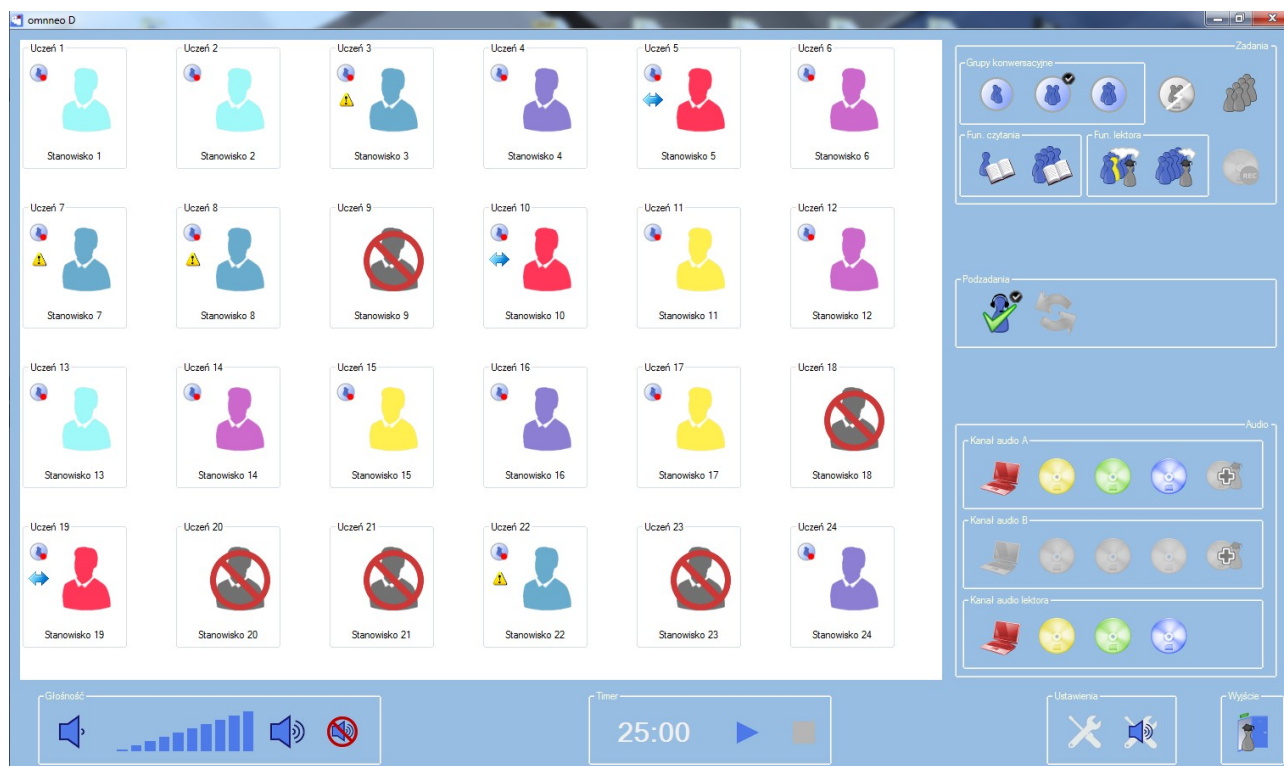 omnneo D
Uczeń 1 Uczeń 2 Uczeń 3 Uczeń 4 Uczeń 5 Uczeń 6
Stanowisko 1 Stanowisko 2 Stanowisko 3 Stanowisko 4 Stanowisko 5 Stanowisko 6
Uczeń 7 Uczeń 8 Uczeń 9 Uczeń 10 Uczeń 11 Uczeń 12
Stanowisko 7 Stanowisko 8 Stanowisko 9 Stanowisko 10 Stanowisko 11 Stanowisko 12
Uczeń 13 Uczeń 14 Uczeń 15 Uczeń 16 Uczeń 17 Uczeń 18
Stanowisko 13 Stanowisko 14 Stanowisko 15 Stanowisko 16 Stanowisko 17 Stanowisko 18
Uczeń 19 Uczeń 20 Uczeń 21 Uczeń 22 Uczeń 23 Uczeń 24
Stanowisko 19 Stanowisko 20 Stanowisko 21 Stanowisko 22 Stanowisko 23 Stanowisko 24
Zadania
Grupy konwersacyjne
Fun. czytania Fun. lektora
REC
Podzadania
Audio
Kanał audio A
Kanał audio B
Kanał audio lektora
Głośność
Timer
25:00
Ustawienia
Wyjście